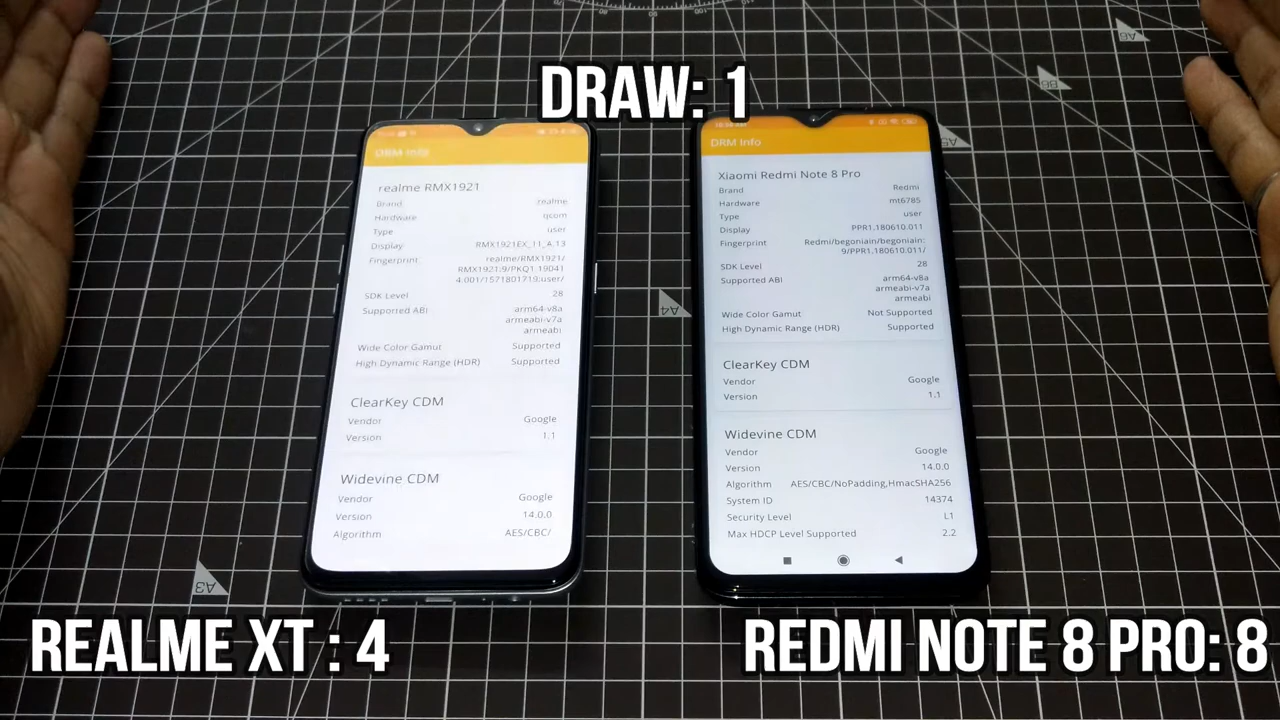 DRAW: 1
DRM Info
realme RMX1921
Brand realme
Hardware qcom
Type user
Display RMX1921EX_11_A.13
Fingerprint realme/RMX1921/
RMX1921:9/PKQ1.19041
4.001/1571801719:user/
SDK Level 28
Supported ABI arm64-v8a
armeabi-v7a
armeabi
Wide Color Gamut Supported
High Dynamic Range (HDR) Supported
ClearKey CDM
Vendor Google
Version 1.1
Widevine CDM
Vendor Google
Version 14.0.0
Algorithm AES/CBC/
DRM Info
Xiaomi Redmi Note 8 Pro
Brand Redmi
Hardware mt6785
Type user
Display PPR1.180610.011
Fingerprint Redmi/begoniain/begoniain:
9/PPR1.180610.011/
SDK Level 28
Supported ABI arm64-v8a
armeabi-v7a
armeabi
Wide Color Gamut Not Supported
High Dynamic Range (HDR) Supported
ClearKey CDM
Vendor Google
Version 1.1
Widevine CDM
Vendor Google
Version 14.0.0
Algorithm AES/CBC/NoPadding,HmacSHA256
System ID 14374
Security Level L1
Max HDCP Level Supported 2.2
A6
B6
A5
A4
A3
REALME XT : 4
REDMI NOTE 8 PRO: 8